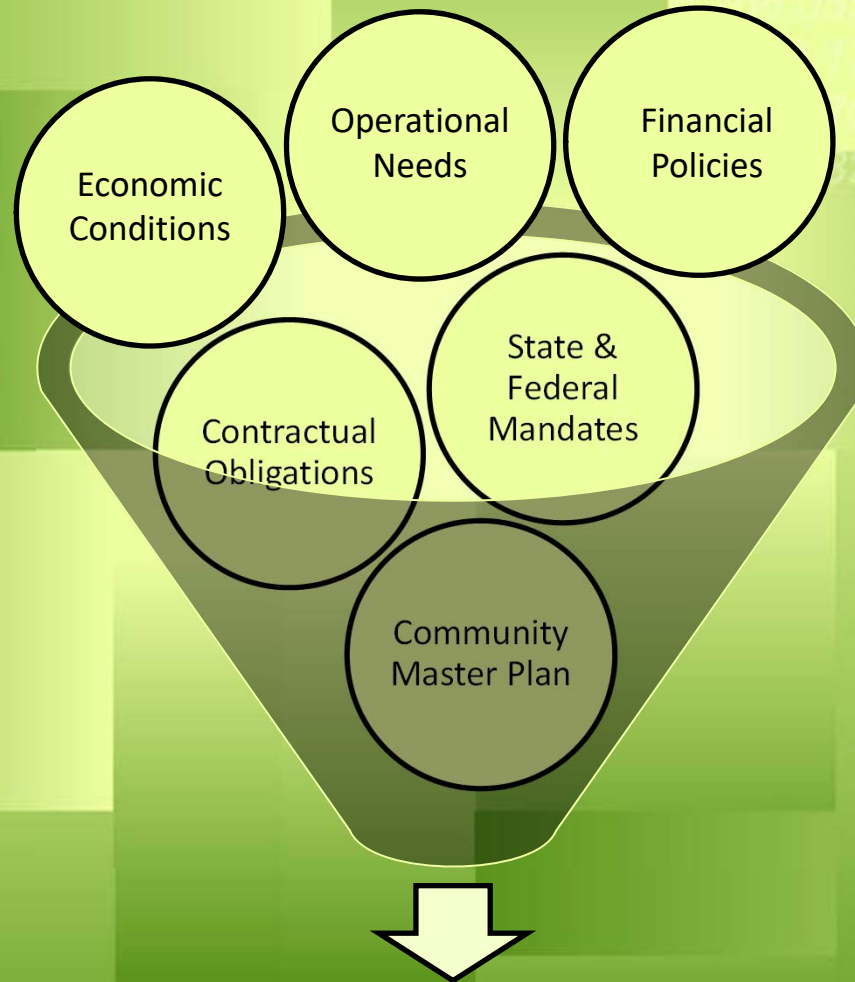 Operational
Needs
Financial
Policies
Economic
Conditions
State &
Federal
Mandates
Contractual
Obligations
Community
Master Plan